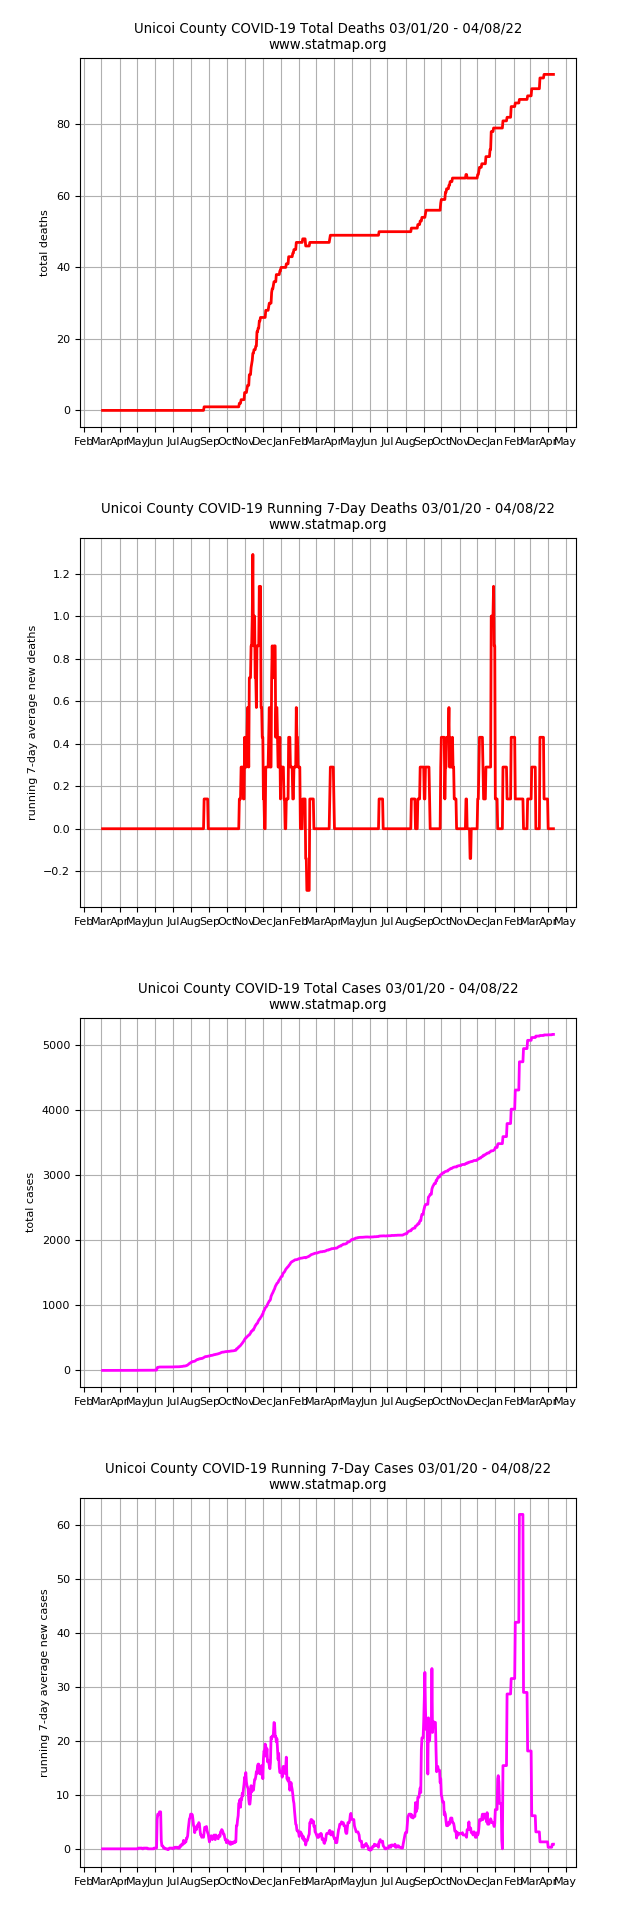 Unicoi County COVID-19 Total Deaths 03/01/20 - 04/08/22
www.statmap.org
total deaths
80
60
40
20
0
Feb Mar Apr May Jun Jul Aug Sep Oct Nov Dec Jan Feb Mar Apr May Jun Jul Aug Sep Oct Nov Dec Jan Feb Mar Apr May
Unicoi County COVID-19 Running 7-Day Deaths 03/01/20 - 04/08/22
www.statmap.org
running 7-day average new deaths
1.2
1.0
0.8
0.6
0.4
0.2
0.0
−0.2
Feb Mar Apr May Jun Jul Aug Sep Oct Nov Dec Jan Feb Mar Apr May Jun Jul Aug Sep Oct Nov Dec Jan Feb Mar Apr May
Unicoi County COVID-19 Total Cases 03/01/20 - 04/08/22
www.statmap.org
total cases
5000
4000
3000
2000
1000
0
Feb Mar Apr May Jun Jul Aug Sep Oct Nov Dec Jan Feb Mar Apr May Jun Jul Aug Sep Oct Nov Dec Jan Feb Mar Apr May
Unicoi County COVID-19 Running 7-Day Cases 03/01/20 - 04/08/22
www.statmap.org
running 7-day average new cases
60
50
40
30
20
10
0
Feb Mar Apr May Jun Jul Aug Sep Oct Nov Dec Jan Feb Mar Apr May Jun Jul Aug Sep Oct Nov Dec Jan Feb Mar Apr May